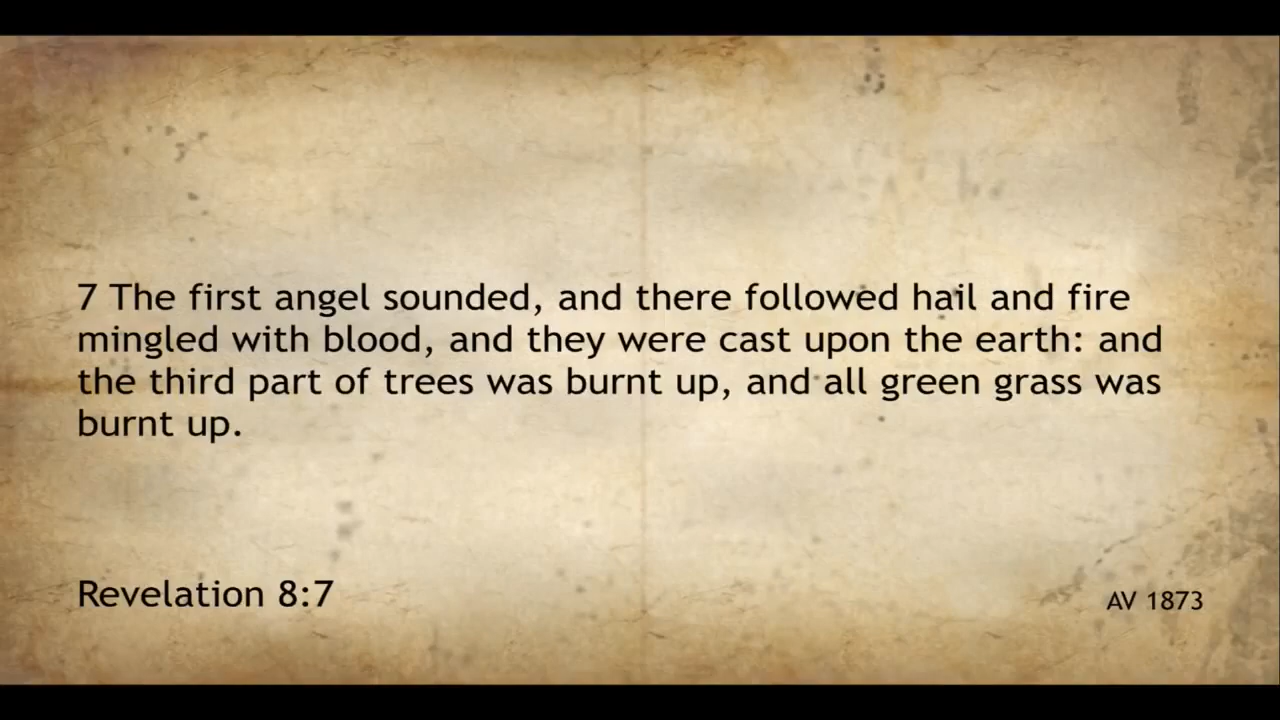 7 The first angel sounded, and there followed hail and fire
mingled with blood, and they were cast upon the earth: and
the third part of trees was burnt up, and all green grass was
burnt up.
Revelation 8:7
AV 1873